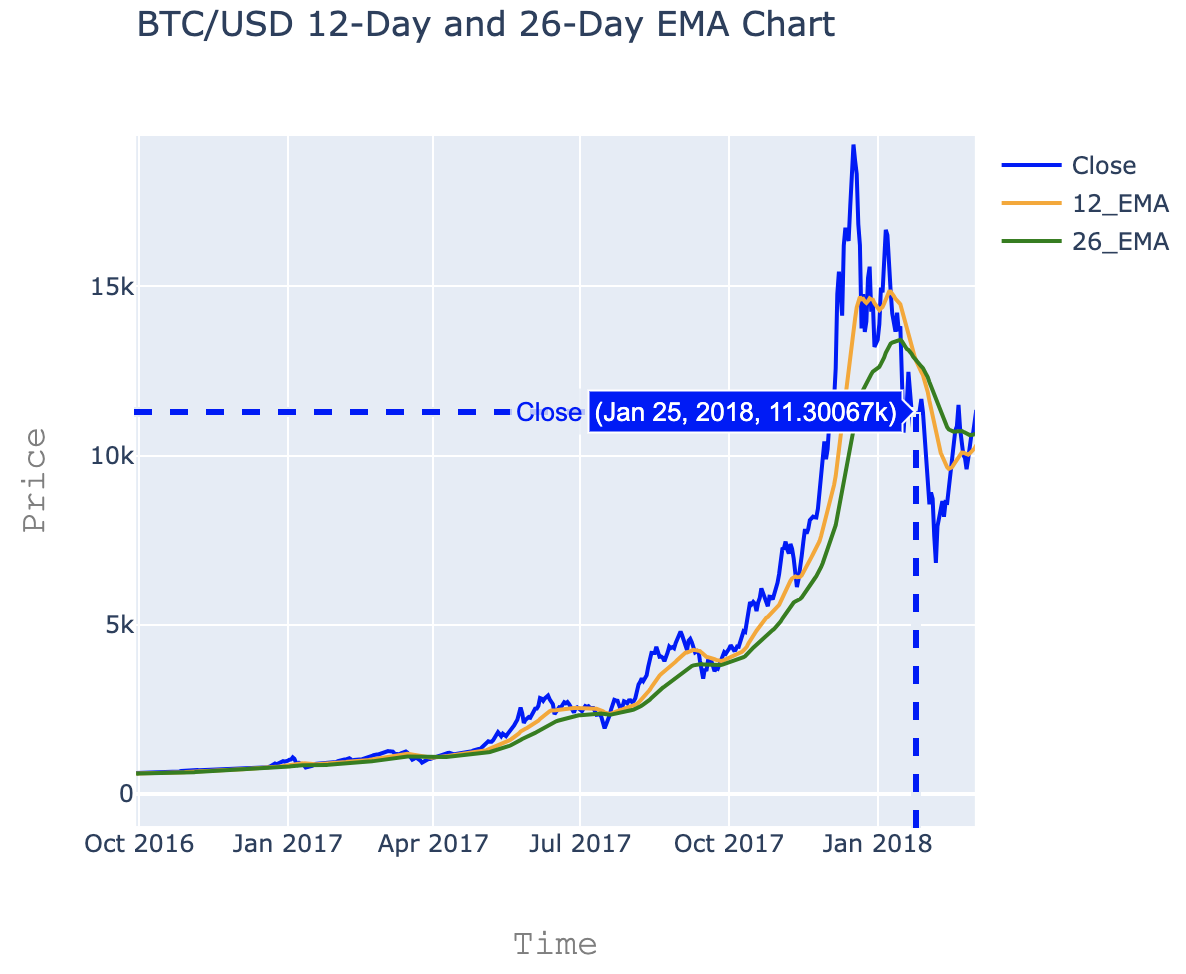 BTC/USD 12-Day and 26-Day EMA Chart
Close
12_EMA
26_EMA
15k
Close (Jan 25, 2018, 11.30067k)
10k
Price
5k
0
Oct 2016 Jan 2017 Apr 2017 Jul 2017 Oct 2017 Jan 2018
Time